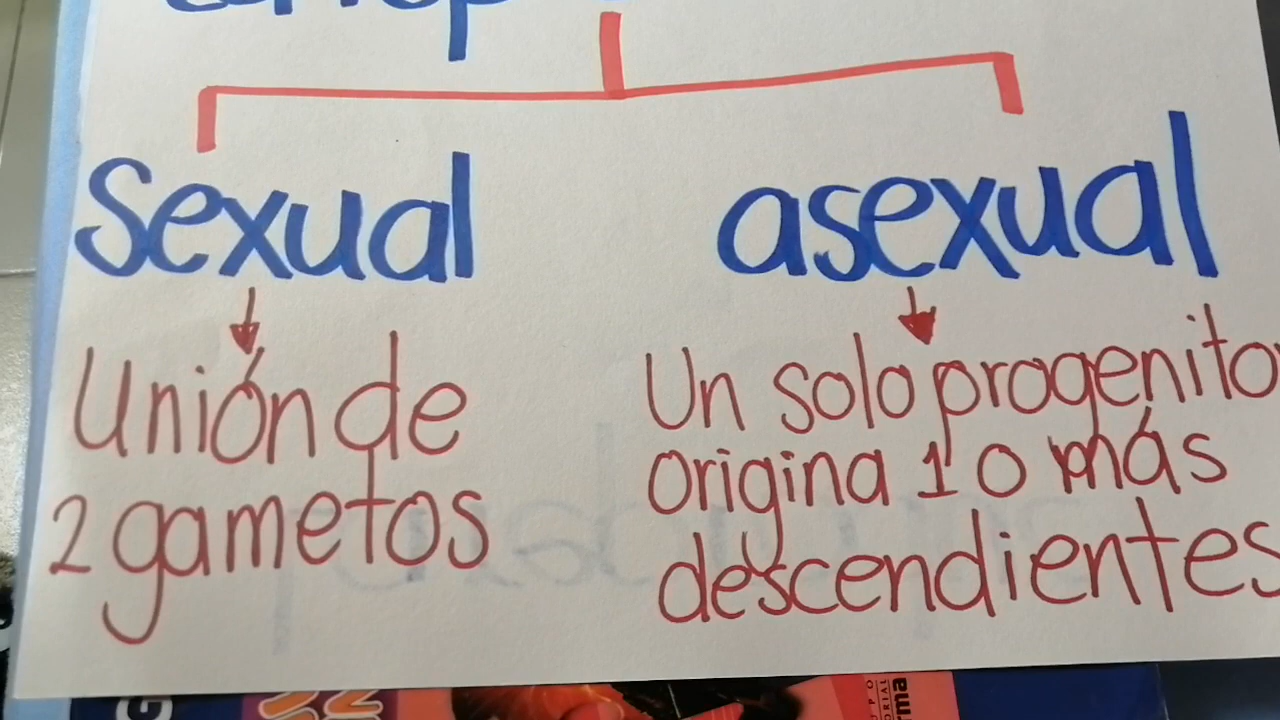 Sexual
asexual
Unión de
2 gametos
Un solo progenito
origina 1 o más
descendientes